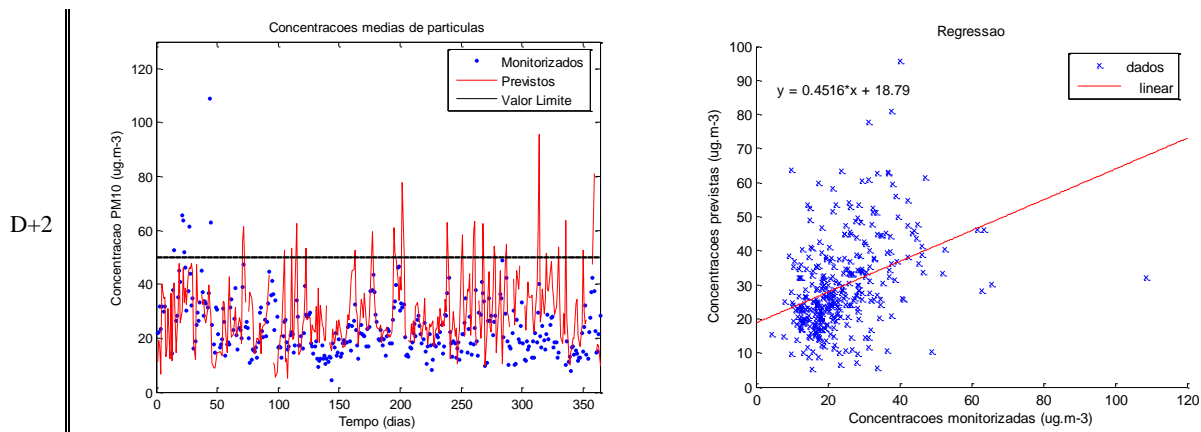 D+2
Concentracoes medias de particulas
Concentracao PM10 (ug.m-3)
120
100
80
60
40
20
0
Monitorizados
Previstos
Valor Limite
0 50 100 150 200 250 300 350
Tempo (dias)
Regressao
Concentracoes previstas (ug.m-3)
100
90
80
70
60
50
40
30
20
10
0
y = 0.4516*x + 18.79
dados
linear
0 20 40 60 80 100 120
Concentracoes monitorizadas (ug.m-3)